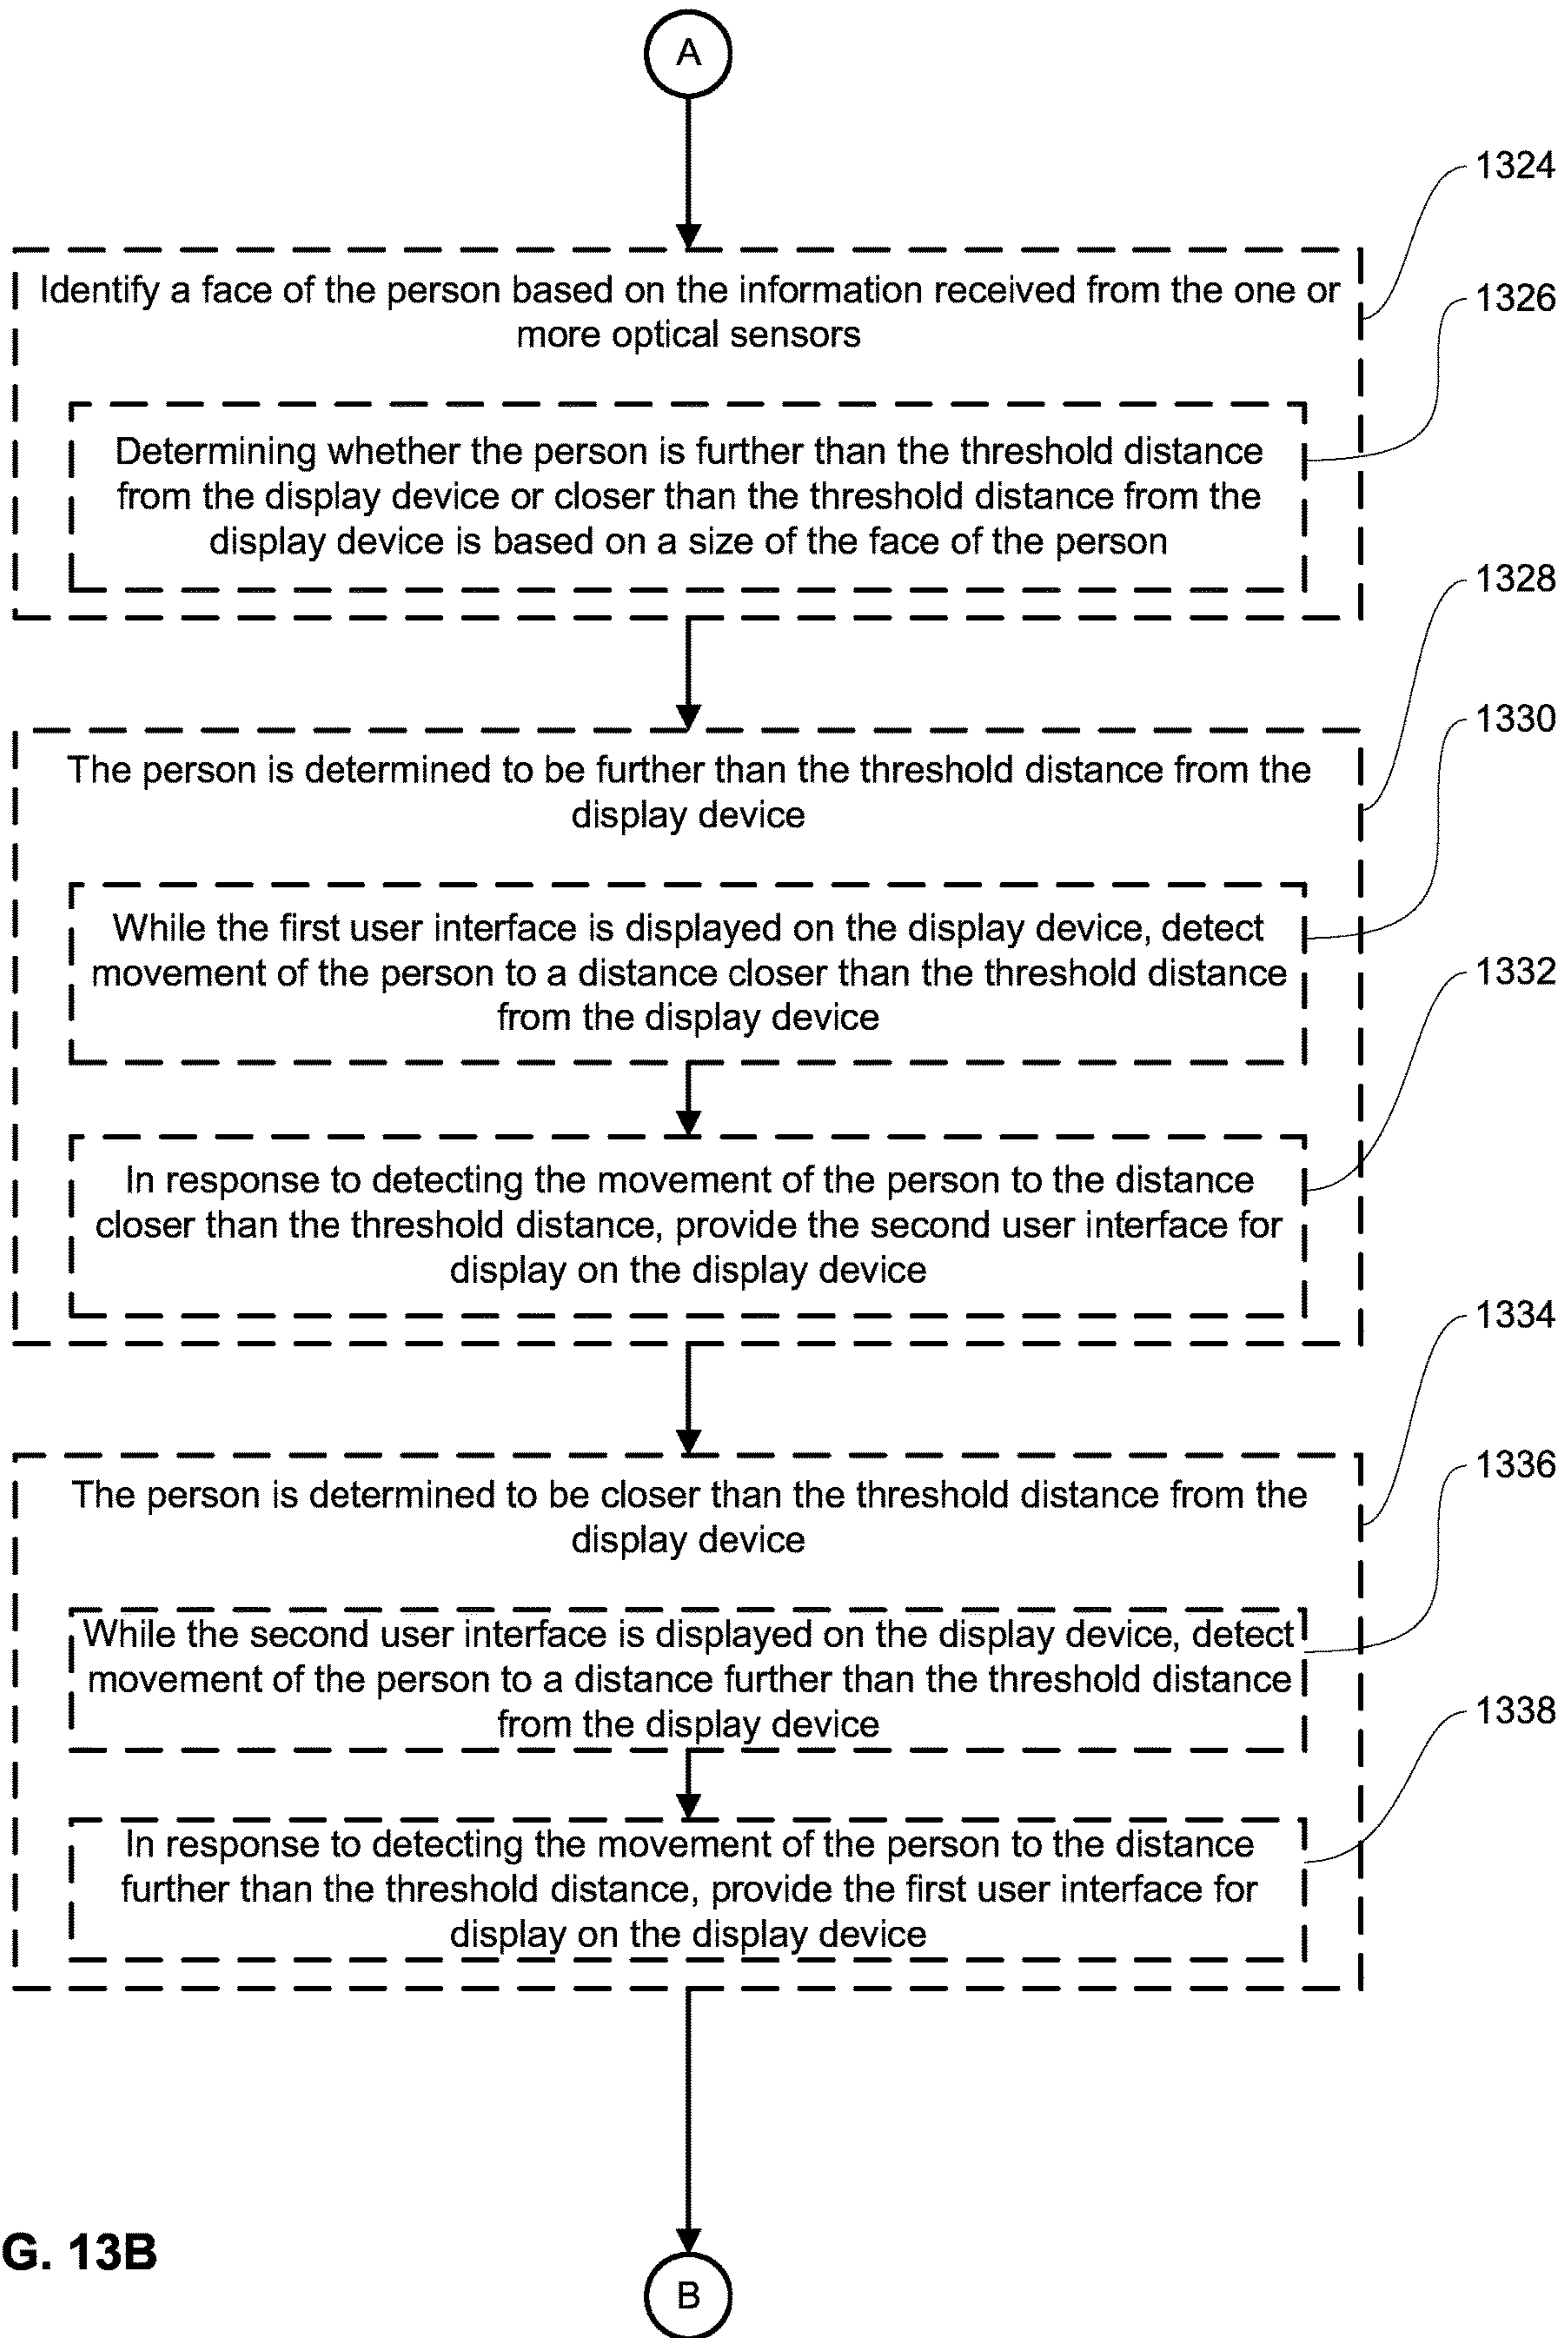 A
1324
Identify a face of the person based on the information received from the one or
more optical sensors
1326
Determining whether the person is further than the threshold distance
from the display device or closer than the threshold distance from the
display device is based on a size of the face of the person
1328
The person is determined to be further than the threshold distance from the
display device
1330
While the first user interface is displayed on the display device, detect
movement of the person to a distance closer than the threshold distance
from the display device
1332
In response to detecting the movement of the person to the distance
closer than the threshold distance, provide the second user interface for
display on the display device
1334
The person is determined to be closer than the threshold distance from the
display device
1336
While the second user interface is displayed on the display device, detect
movement of the person to a distance further than the threshold distance
from the display device
1338
In response to detecting the movement of the person to the distance
further than the threshold distance, provide the first user interface for
display on the display device
G. 13B
B